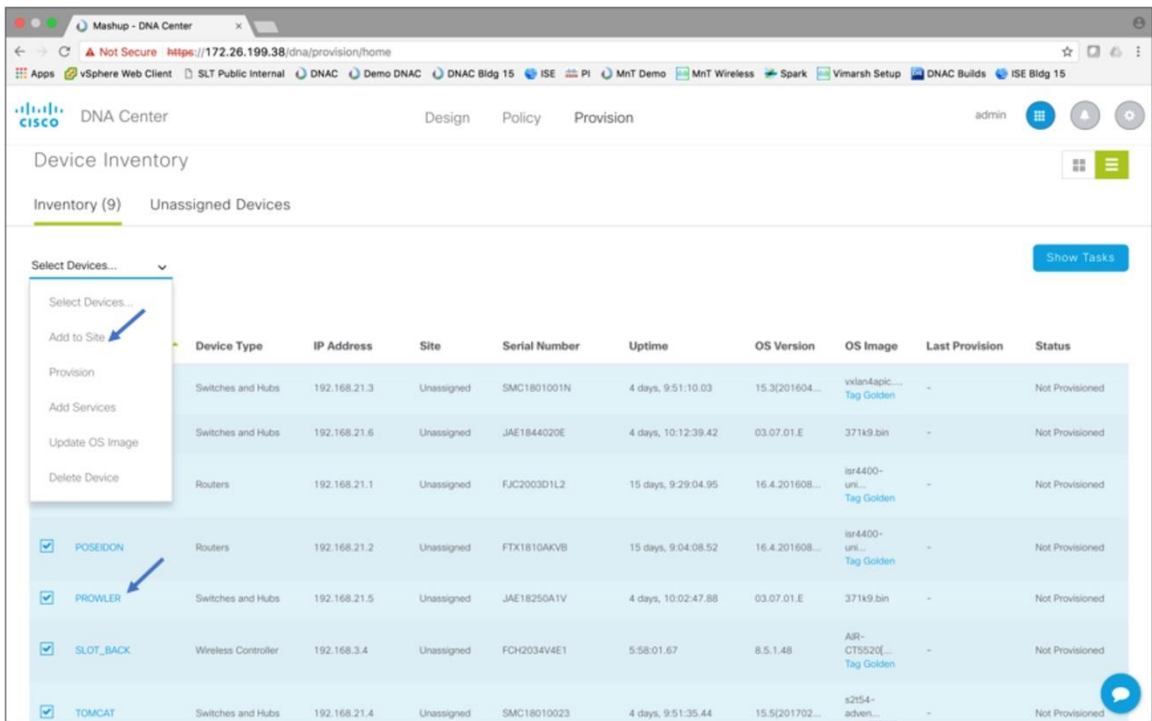 Mashup - DNA Center
Not Secure https://172.26.199.38/dna/provision/home
Apps vSphere Web Client SLT Public Internal DNAC Demo DNAC DNAC Bldg 15 ISE PI MnT Demo MnT Wireless Spark Vimarsh Setup DNAC Builds ISE Bldg 15
CISCO DNA Center Design Policy Provision admin
Device Inventory
Inventory (9) Unassigned Devices
Select Devices... Show Tasks
Select Devices...
Add to Site
Provision
Add Services
Update OS Image
Delete Device
Device Type IP Address Site Serial Number Uptime OS Version OS Image Last Provision Status
Switches and Hubs 192.168.21.3 Unassigned SMC1801001N 4 days, 9:51:10.03 15.3(201604... vxlan4apic.... - Not Provisioned
Tag Golden
Switches and Hubs 192.168.21.6 Unassigned JAE1844020E 4 days, 10:12:39.42 03.07.01.E 371k9.bin - Not Provisioned
Routers 192.168.21.1 Unassigned FJC2003D1L2 15 days, 9:29:04.95 16.4.201608... isr4400- - Not Provisioned
uni...
Tag Golden
POSEIDON Routers 192.168.21.2 Unassigned FTX1810AKVB 15 days, 9:04:08.52 16.4.201608... isr4400- - Not Provisioned
uni...
Tag Golden
PROWLER Switches and Hubs 192.168.21.5 Unassigned JAE18250A1V 4 days, 10:02:47.88 03.07.01.E 371k9.bin - Not Provisioned
SLOT_BACK Wireless Controller 192.168.3.4 Unassigned FCH2034V4E1 5:58:01.67 8.5.1.48 AIR- - Not Provisioned
CT5520[...
Tag Golden
TOMCAT Switches and Hubs 192.168.21.4 Unassigned SMC18010023 4 days, 9:51:35.44 15.5(201702... s2t54- - Not Provisioned
adven...